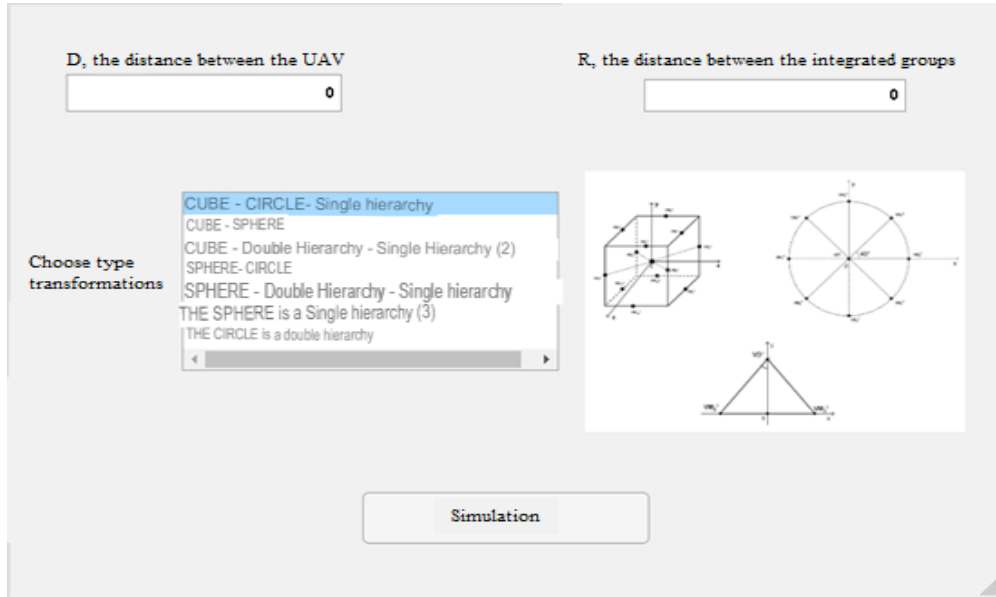 D, the distance between the UAV
R, the distance between the integrated groups
0
0
Choose type
transformations
CUBE - CIRCLE- Single hierarchy
CUBE - SPHERE
CUBE - Double Hierarchy - Single Hierarchy (2)
SPHERE- CIRCLE
SPHERE - Double Hierarchy - Single hierarchy
THE SPHERE is a Single hierarchy (3)
THE CIRCLE is a double hierarchy
Simulation